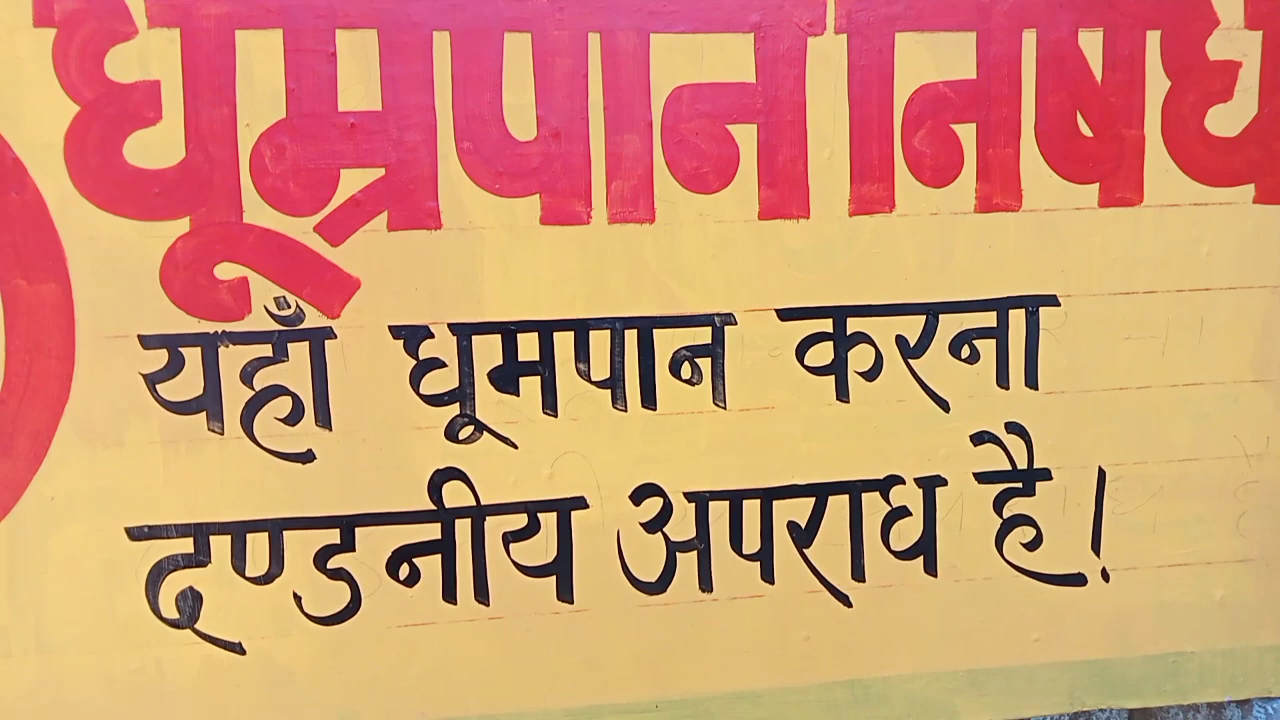 धूम्रपान निषेध
यहाँ धूमपान करना
दण्डनीय अपराध है!